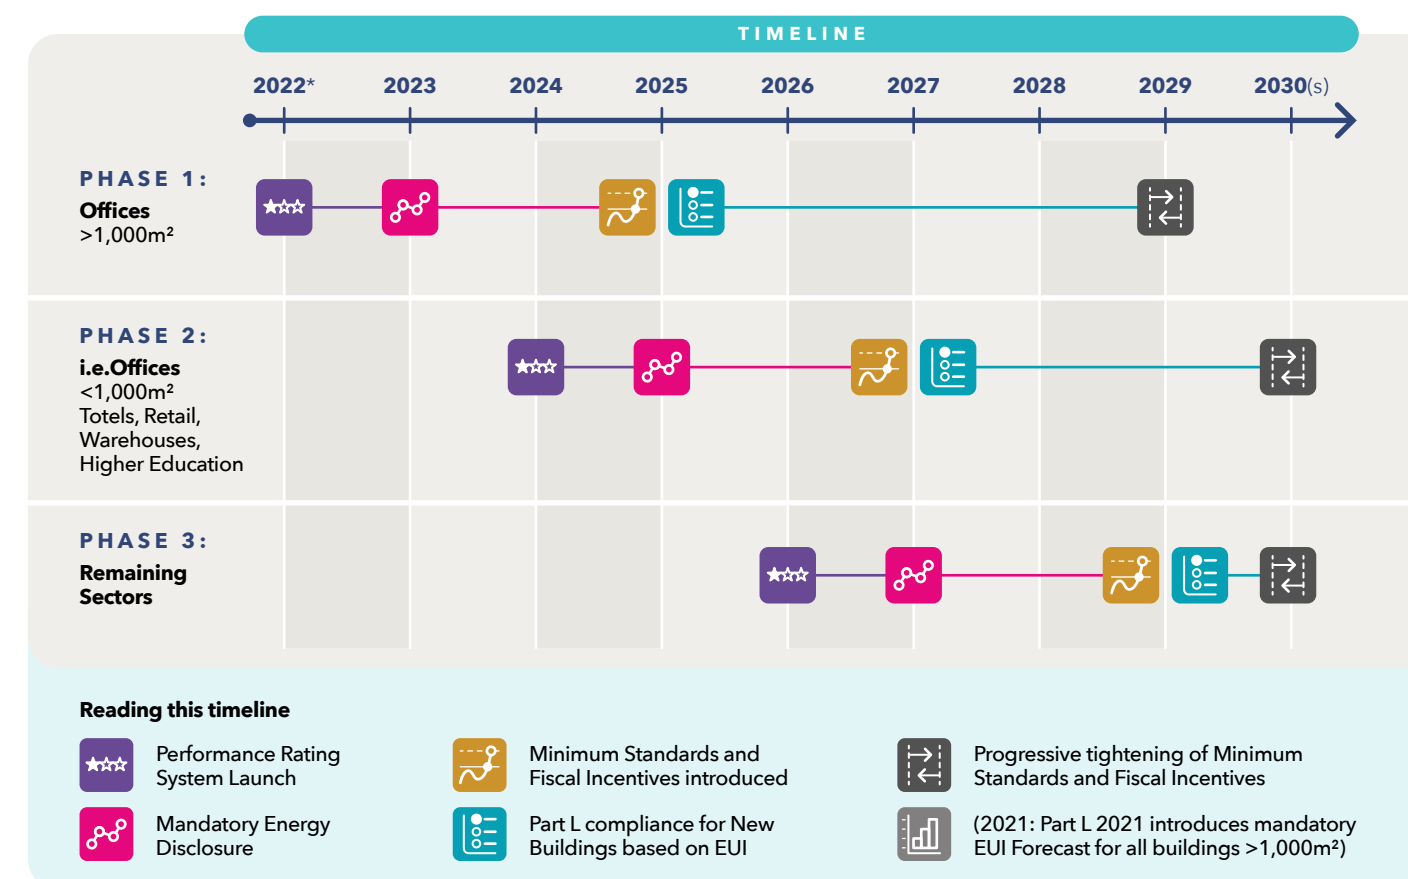 TIMELINE
2022* 2023 2024 2025 2026 2027 2028 2029 2030(s)
PHASE 1:
Offices
>1,000m²
PHASE 2:
i.e.Offices
<1,000m²
Totels, Retail,
Warehouses,
Higher Education
PHASE 3:
Remaining
Sectors
Reading this timeline
Performance Rating
System Launch
Mandatory Energy
Disclosure
Minimum Standards and
Fiscal Incentives introduced
Part L compliance for New
Buildings based on EUI
Progressive tightening of Minimum
Standards and Fiscal Incentives
(2021: Part L 2021 introduces mandatory
EUI Forecast for all buildings >1,000m²)